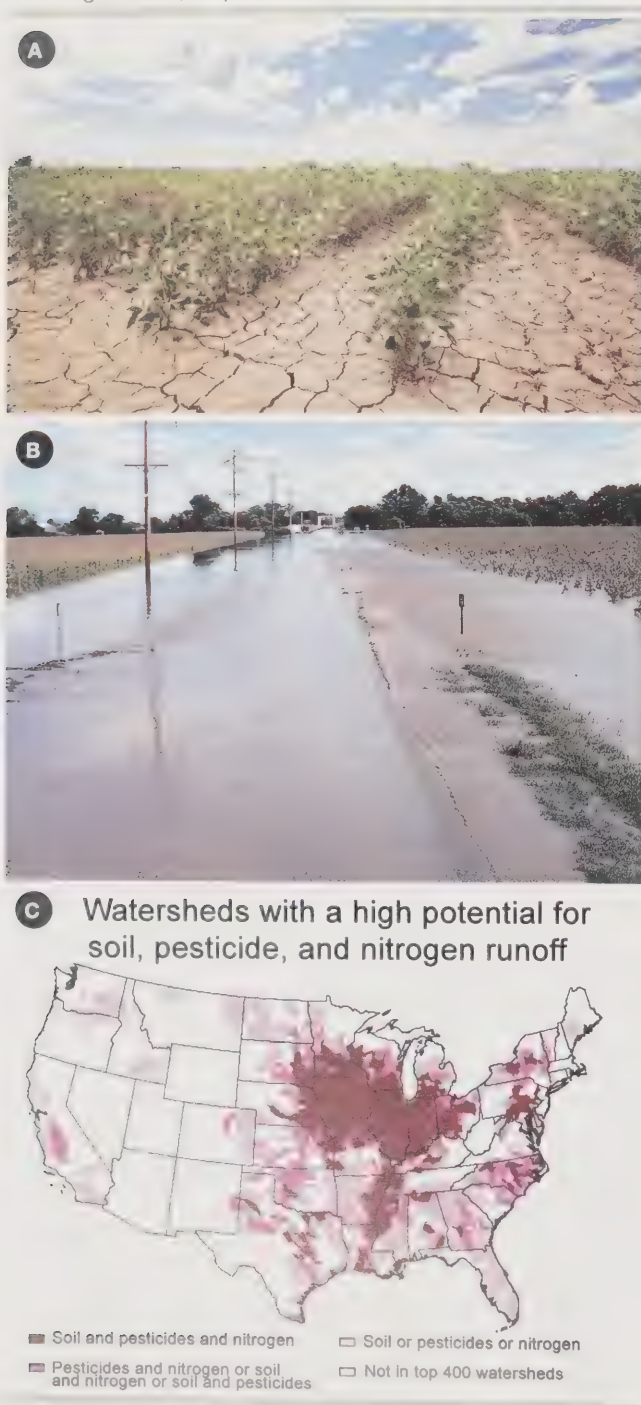 A
B
C Watersheds with a high potential for
soil, pesticide, and nitrogen runoff
Soil and pesticides and nitrogen
Pesticides and nitrogen or soil
and nitrogen or soil and pesticides
Soil or pesticides or nitrogen
Not in top 400 watersheds